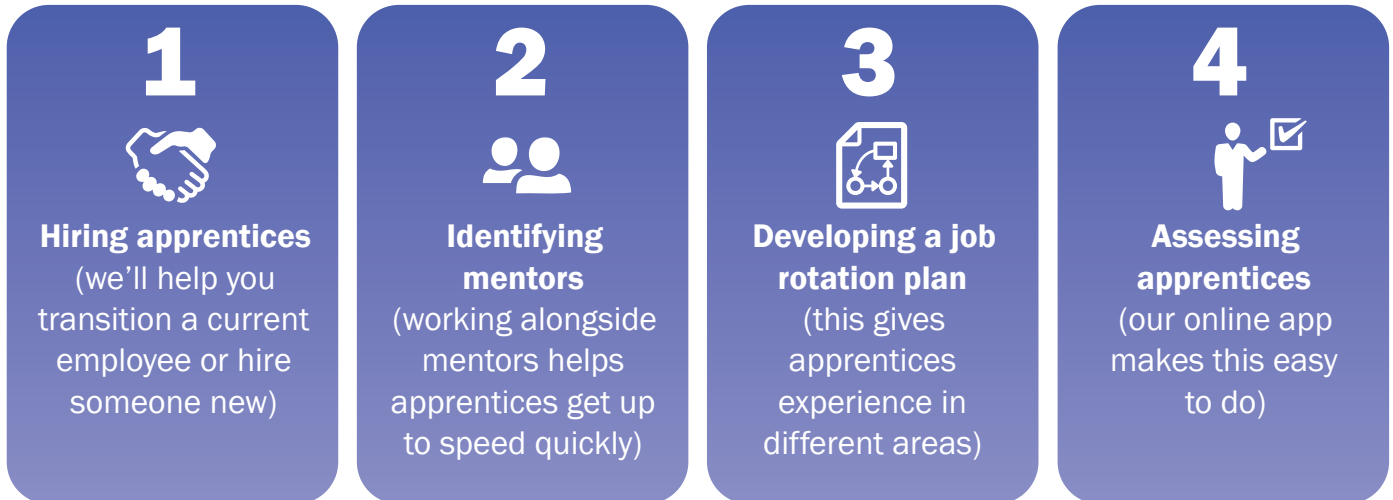 1
Hiring apprentices
(we’ll help you
transition a current
employee or hire
someone new)
2
Identifying
mentors
(working alongside
mentors helps
apprentices get up
to speed quickly)
3
Developing a job
rotation plan
(this gives
apprentices
experience in
different areas)
4
Assessing
apprentices
(our online app
makes this easy
to do)